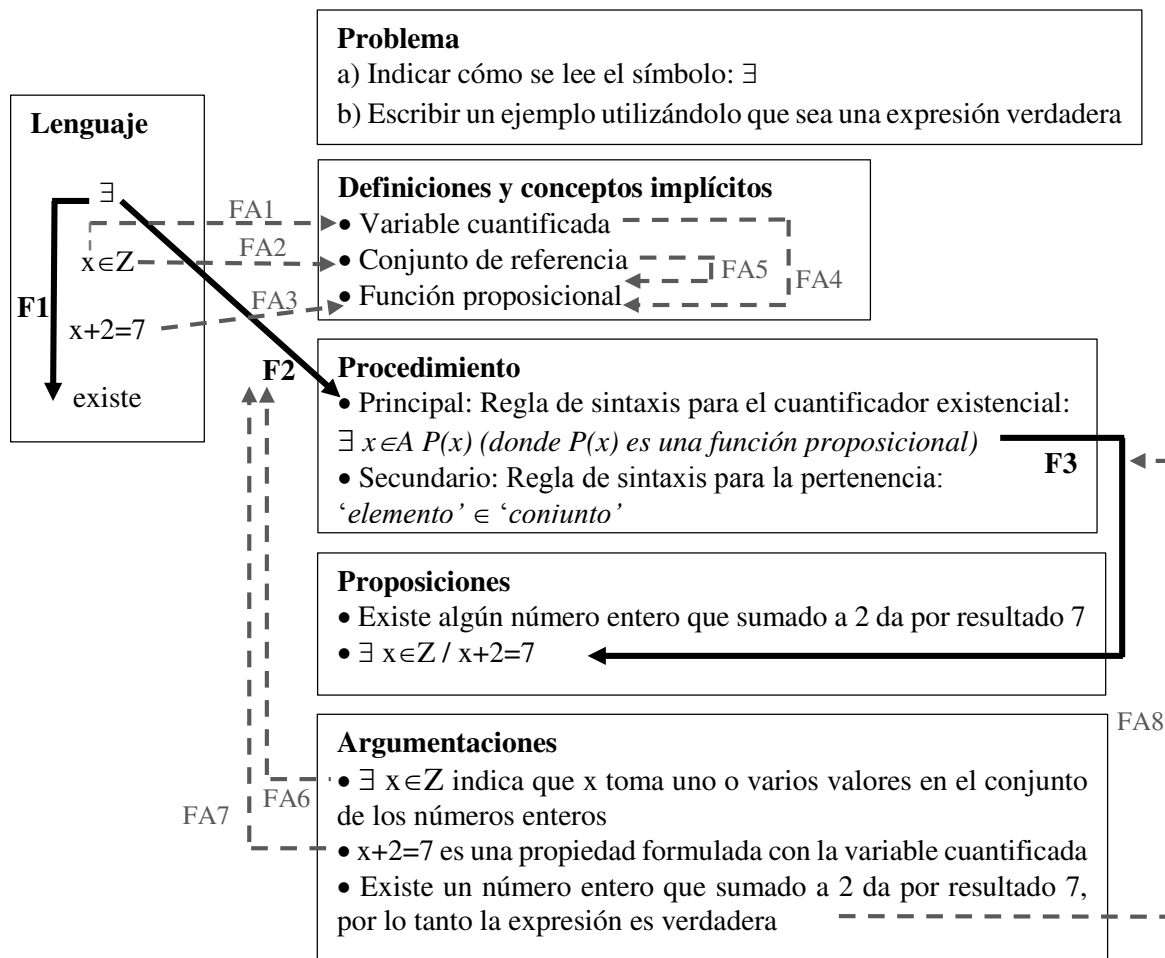 Problema
a) Indicar cómo se lee el símbolo: ∃
b) Escribir un ejemplo utilizándolo que sea una expresión verdadera
Lenguaje
∃
x∈Z
x+2=7
existe
F1
FA1
FA2
FA3
Definiciones y conceptos implícitos
• Variable cuantificada
• Conjunto de referencia
• Función proposicional
FA5
FA4
F2
Procedimiento
• Principal: Regla de sintaxis para el cuantificador existencial:
∃ x∈A P(x) (donde P(x) es una función proposicional)
• Secundario: Regla de sintaxis para la pertenencia:
‘elemento’ ∈ ‘coniunto’
F3
Proposiciones
• Existe algún número entero que sumado a 2 da por resultado 7
• ∃ x∈Z / x+2=7
Argumentaciones
• ∃ x∈Z indica que x toma uno o varios valores en el conjunto
de los números enteros
• x+2=7 es una propiedad formulada con la variable cuantificada
• Existe un número entero que sumado a 2 da por resultado 7,
por lo tanto la expresión es verdadera
FA6
FA7
FA8